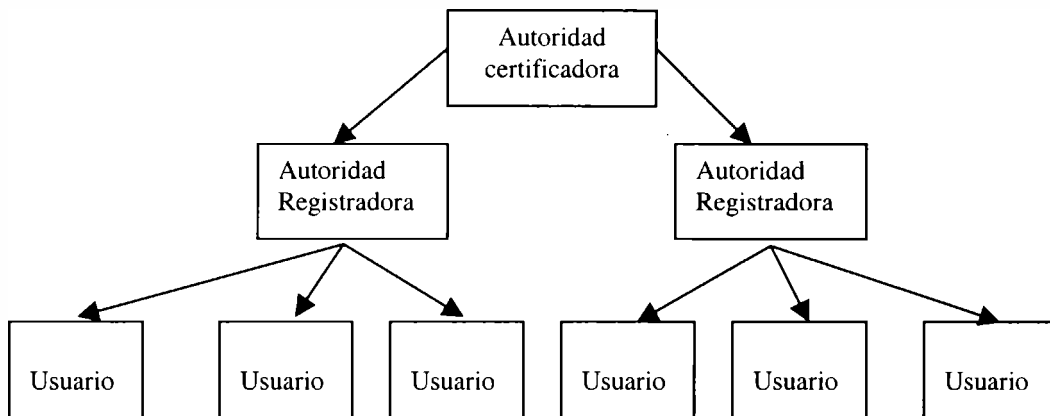 Autoridad
certificadora
Autoridad
Registradora
Autoridad
Registradora
Usuario
Usuario
Usuario
Usuario
Usuario
Usuario